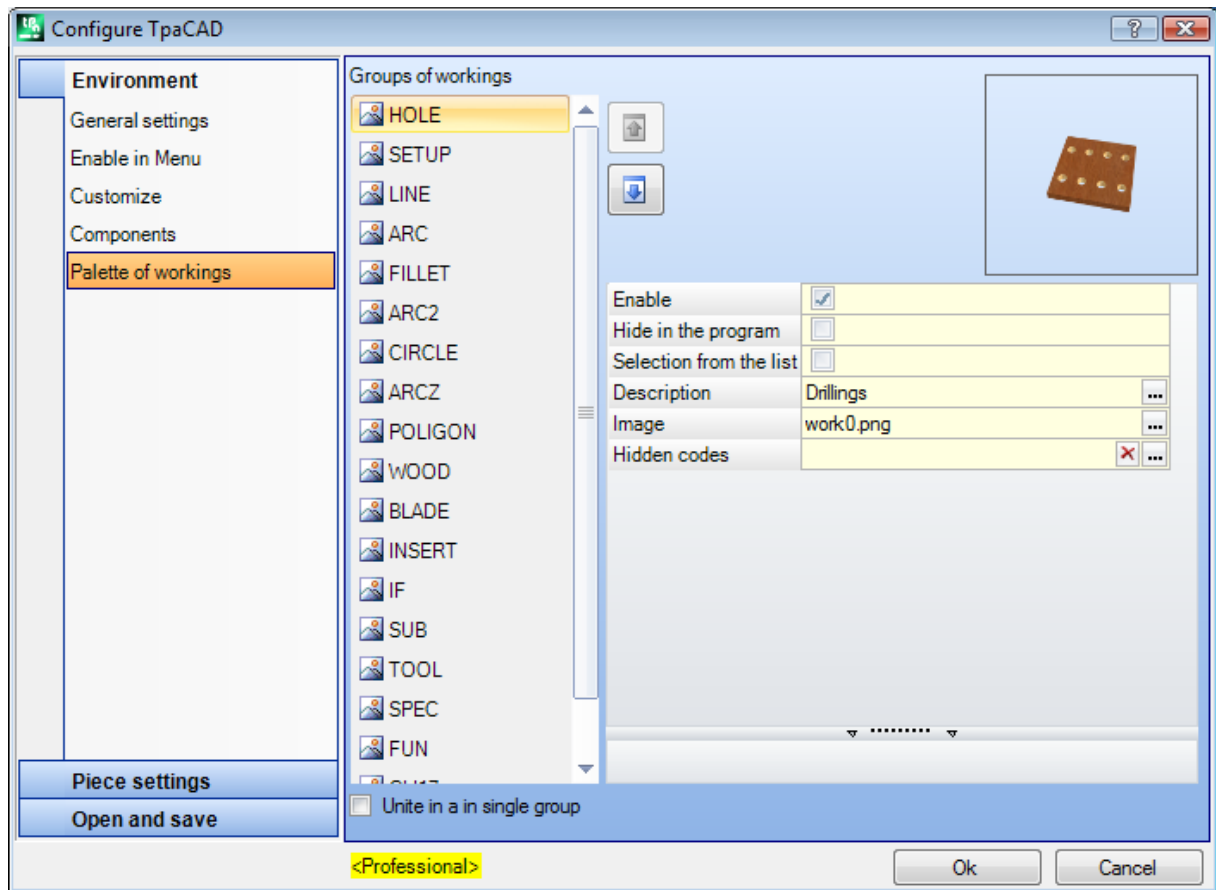 Configure TpaCAD
Environment
General settings
Enable in Menu
Customize
Components
Palette of workings
Piece settings
Open and save
Groups of workings
HOLE
SETUP
LINE
ARC
FILLET
ARC2
CIRCLE
ARCZ
POLIGON
WOOD
BLADE
INSERT
IF
SUB
TOOL
SPEC
FUN
Unite in a in single group
Enable
Hide in the program
Selection from the list
Description Drillings ...
Image work0.png ...
Hidden codes ...
<Professional>
Ok Cancel